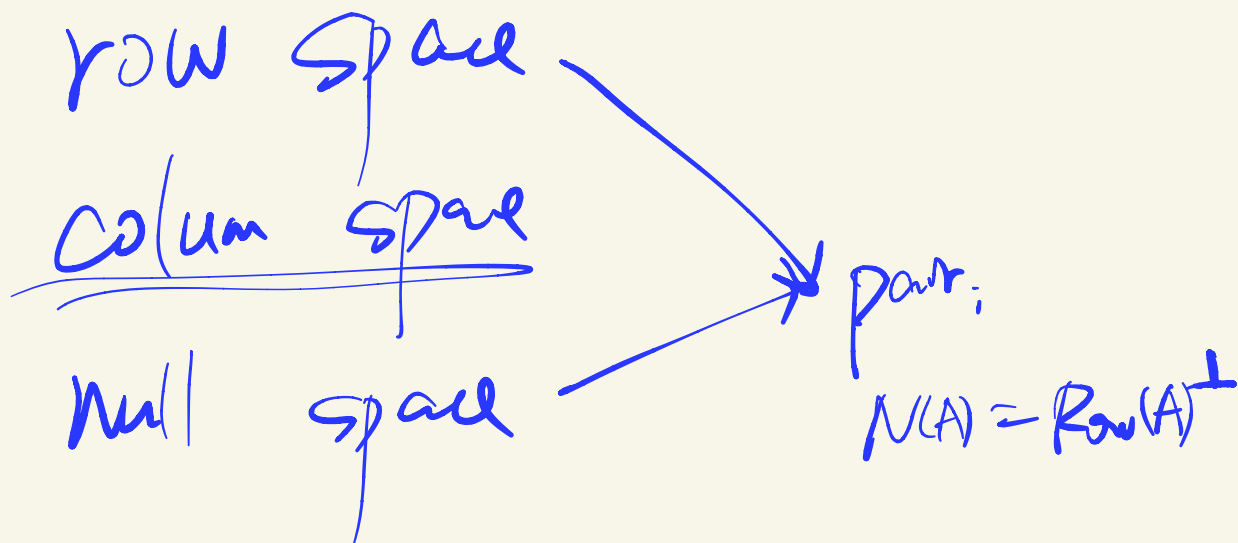 row space
colum space
Null space
pair.
N(A) = Row(A)^⊥